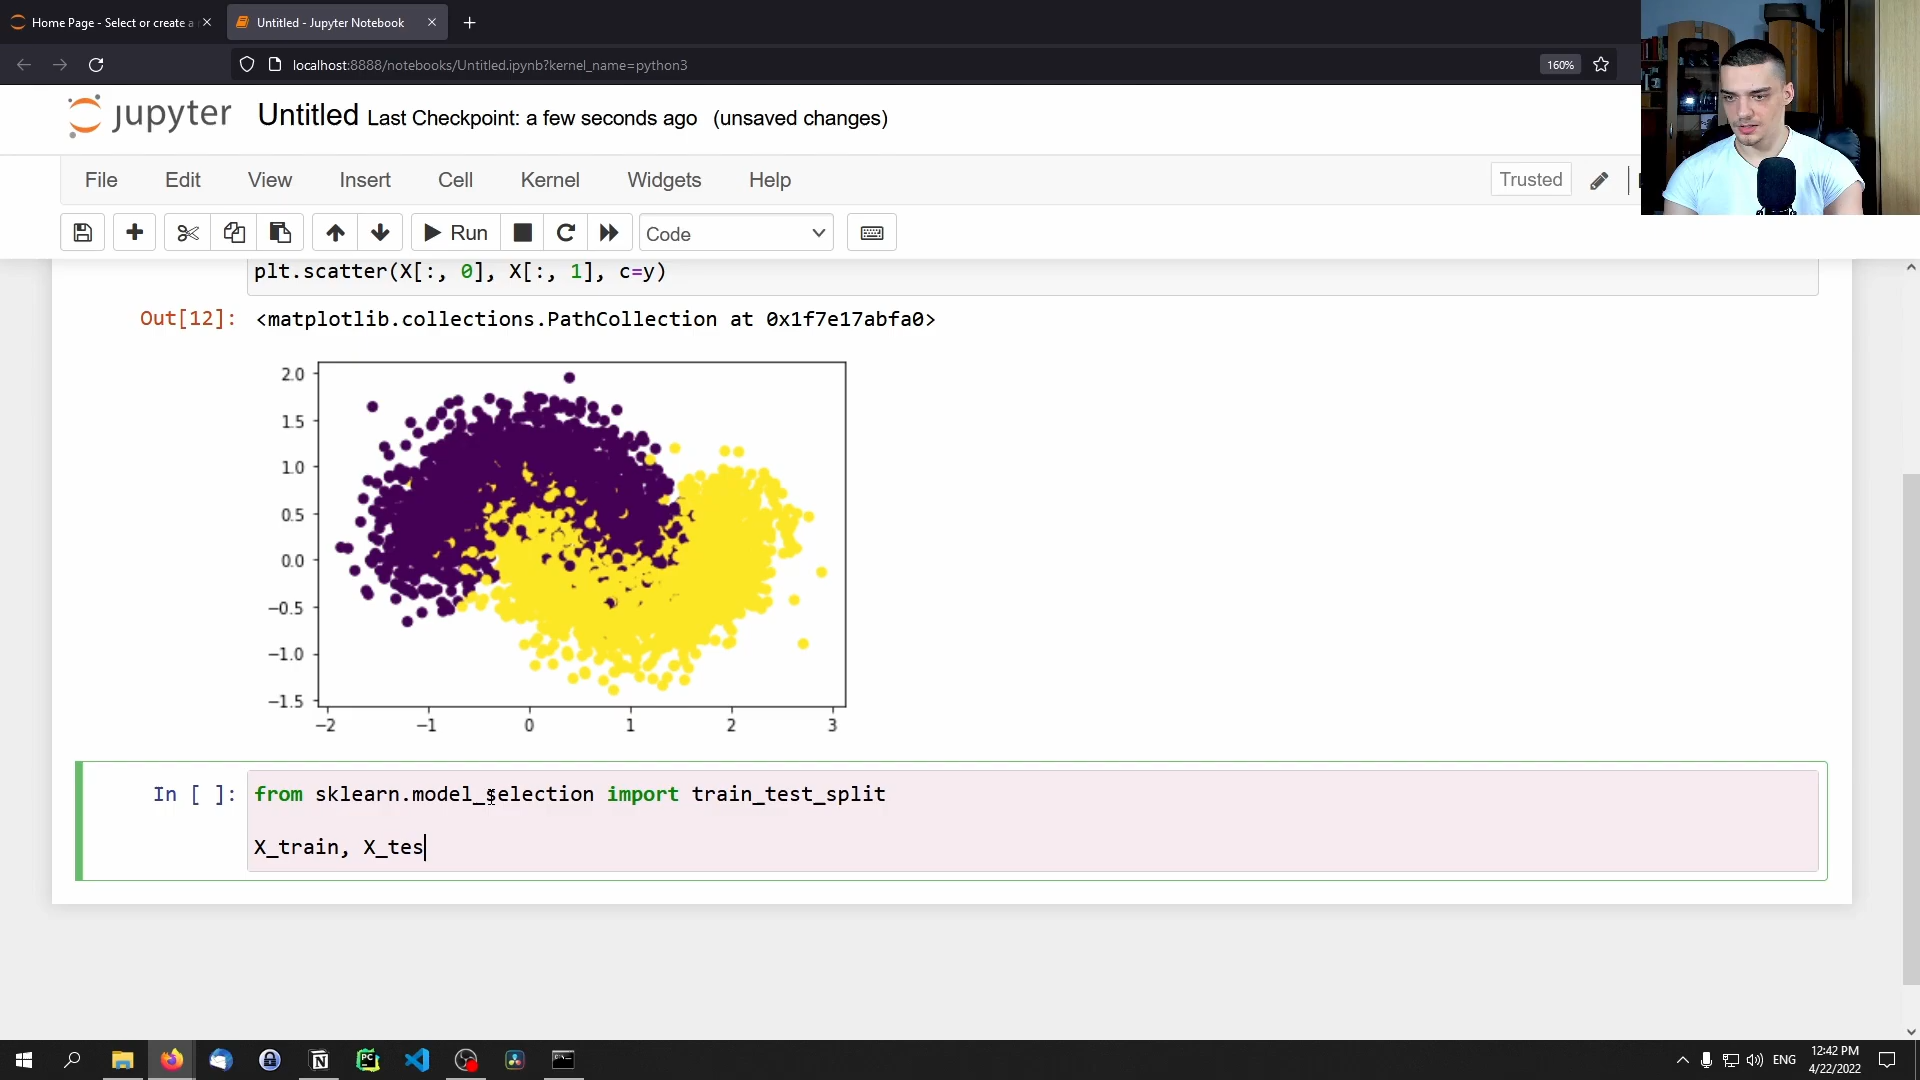 Home Page - Select or create a
Untitled - Jupyter Notebook
localhost:8888/notebooks/Untitled.ipynb?kernel_name=python3
160%
jupyter Untitled Last Checkpoint: a few seconds ago (unsaved changes)
File Edit View Insert Cell Kernel Widgets Help
Trusted
Run
Code
plt.scatter(X[:, 0], X[:, 1], c=y)
Out[12]: <matplotlib.collections.PathCollection at 0x1f7e17abfa0>
2.0
1.5
1.0
0.5
0.0
−0.5
−1.0
−1.5
−2 −1 0 1 2 3
In [ ]: from sklearn.model_selection import train_test_split
X_train, X_tes
N
PC
ENG
12:42 PM
4/22/2022